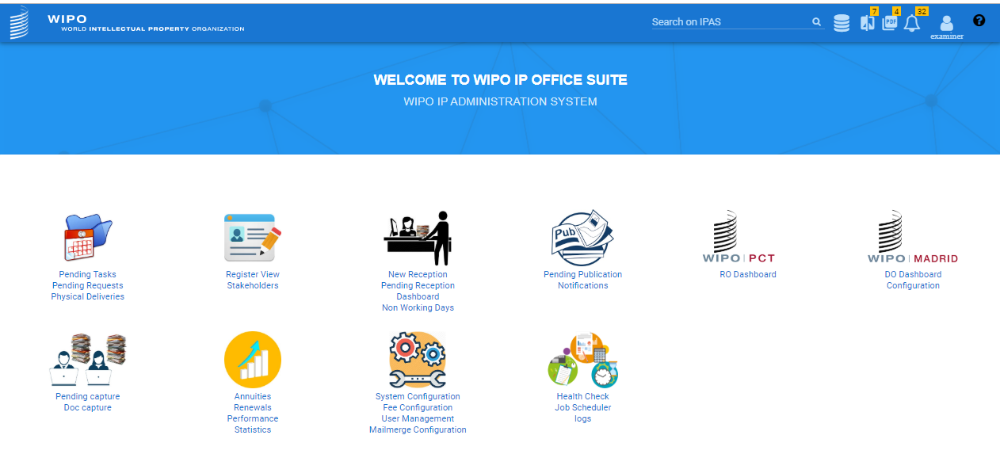 WIPO
WORLD INTELLECTUAL PROPERTY ORGANIZATION
Search on IPAS
7
4
32
PDF
examiner
?
WELCOME TO WIPO IP OFFICE SUITE
WIPO IP ADMINISTRATION SYSTEM
Pub
WIPO | PCT
WIPO | MADRID
Pending Tasks
Pending Requests
Physical Deliveries
Register View
Stakeholders
New Reception
Pending Reception
Dashboard
Non Working Days
Pending Publication
Notifications
RO Dashboard
DO Dashboard
Configuration
Pending capture
Doc capture
Annuities
Renewals
Performance
Statistics
System Configuration
Fee Configuration
User Management
Mailmerge Configuration
Health Check
Job Scheduler
logs